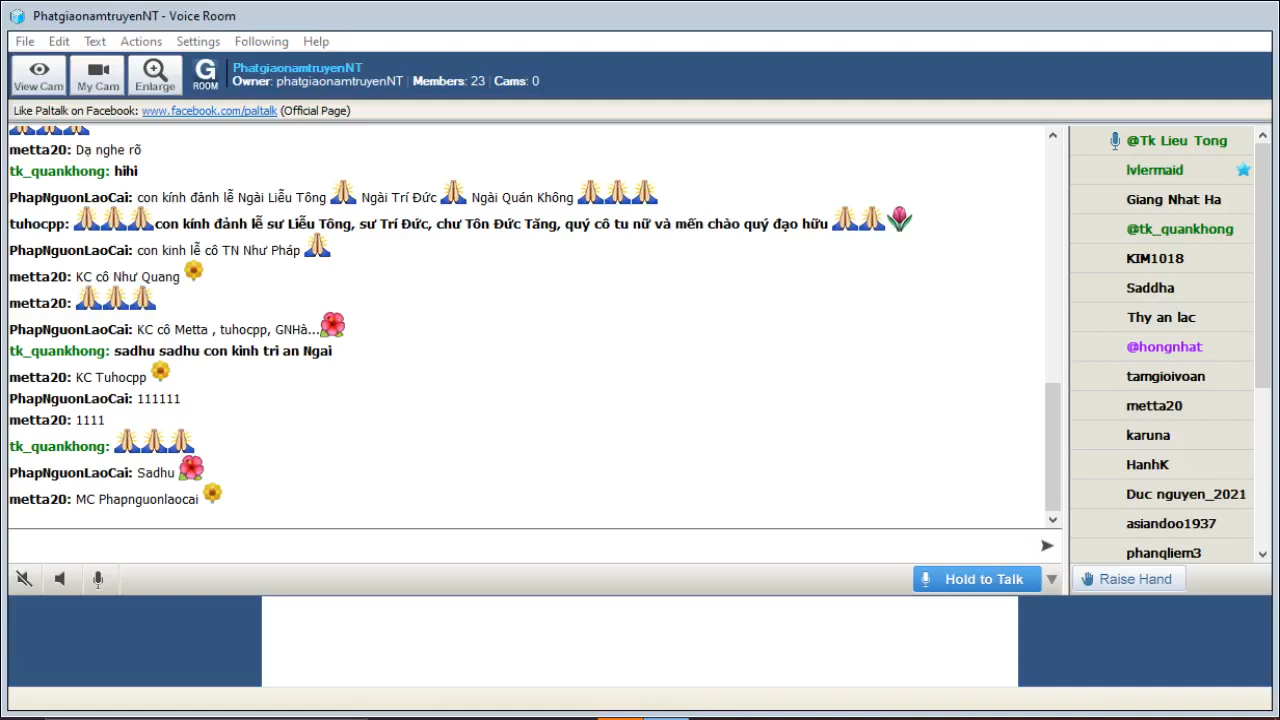 PhatgiaonamtruyenNT - Voice Room
File Edit Text Actions Settings Following Help
View Cam My Cam Enlarge G ROOM
PhatgiaonamtruyenNT
Owner: phatgiaonamtruyenNT | Members: 23 | Cams: 0
Like Paltalk on Facebook: www.facebook.com/paltalk (Official Page)
metta20: Dạ nghe rõ
tk_quankhong: hihi
PhapNguonLaoCai: con kính đãnh lễ Ngài Liễu Tông Ngài Trí Đức Ngài Quán Không
tuhocpp: con kính đảnh lễ sư Liễu Tông, sư Trí Đức, chư Tôn Đức Tăng, quý cô tu nữ và mến chào quý đạo hữu
PhapNguonLaoCai: con kinh lễ cô TN Như Pháp
metta20: KC cô Như Quang
metta20:
PhapNguonLaoCai: KC cô Metta , tuhocpp, GNHà...
tk_quankhong: sadhu sadhu con kinh tri an Ngai
metta20: KC Tuhocpp
PhapNguonLaoCai: 111111
metta20: 1111
tk_quankhong:
PhapNguonLaoCai: Sadhu
metta20: MC Phapnguonlaocai
Hold to Talk
@Tk Lieu Tong
lvlermaid
Giang Nhat Ha
@tk_quankhong
KIM1018
Saddha
Thy an lac
@hongnhat
tamgioivoan
metta20
karuna
HanhK
Duc nguyen_2021
asiandoo1937
phanqliem3
Raise Hand